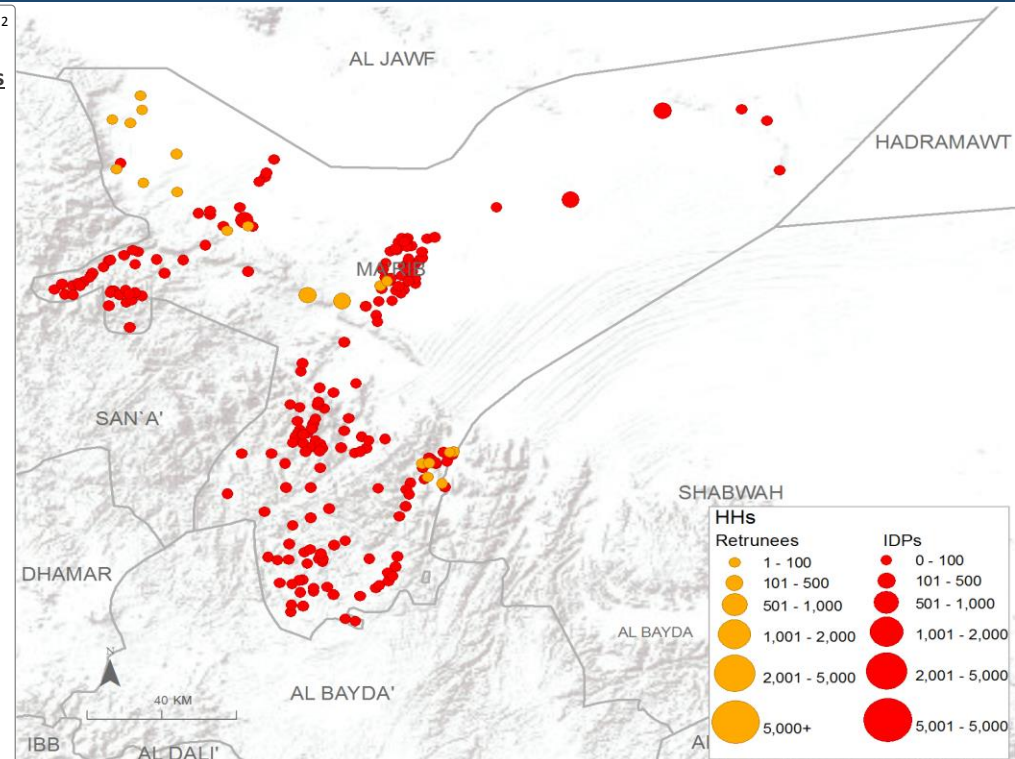 2
S
AL JAWF
HADRAMAWT
MA'RIB
SAN`A'
SHABWAH
DHAMAR
AL BAYDA
AL BAYDA'
IBB
AL DALI'
N
40 KM
HHs
Retrunees IDPs
1 - 100 0 - 100
101 - 500 101 - 500
501 - 1,000 501 - 1,000
1,001 - 2,000 1,001 - 2,000
2,001 - 5,000 2,001 - 5,000
5,000+ 5,001 - 5,000